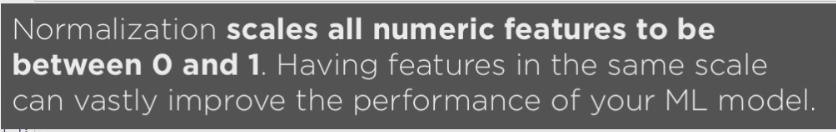 Normalization scales all numeric features to be
between 0 and 1. Having features in the same scale
can vastly improve the performance of your ML model.